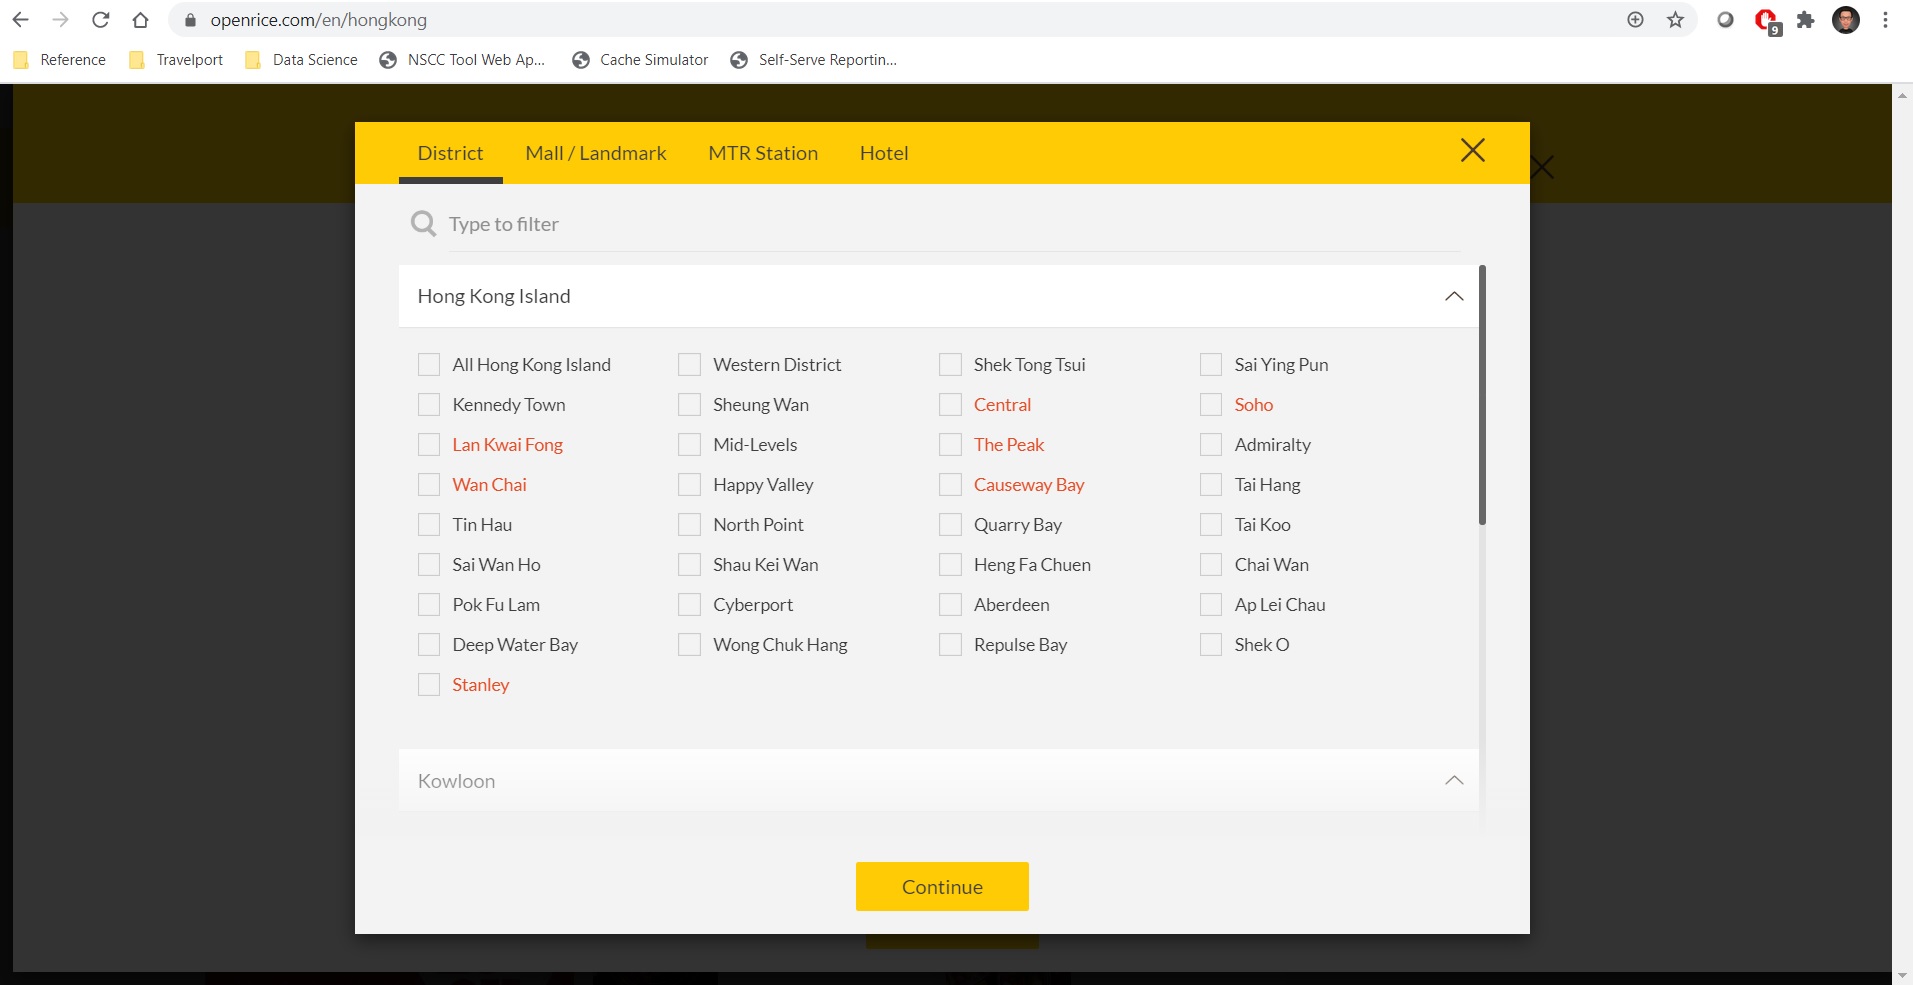 openrice.com/en/hongkong
9
Reference Travelport Data Science NSCC Tool Web Ap... Cache Simulator Self-Serve Reportin...
District Mall / Landmark MTR Station Hotel
Type to filter
Hong Kong Island
All Hong Kong Island Western District Shek Tong Tsui Sai Ying Pun
Kennedy Town Sheung Wan Central Soho
Lan Kwai Fong Mid-Levels The Peak Admiralty
Wan Chai Happy Valley Causeway Bay Tai Hang
Tin Hau North Point Quarry Bay Tai Koo
Sai Wan Ho Shau Kei Wan Heng Fa Chuen Chai Wan
Pok Fu Lam Cyberport Aberdeen Ap Lei Chau
Deep Water Bay Wong Chuk Hang Repulse Bay Shek O
Stanley
Kowloon
Continue